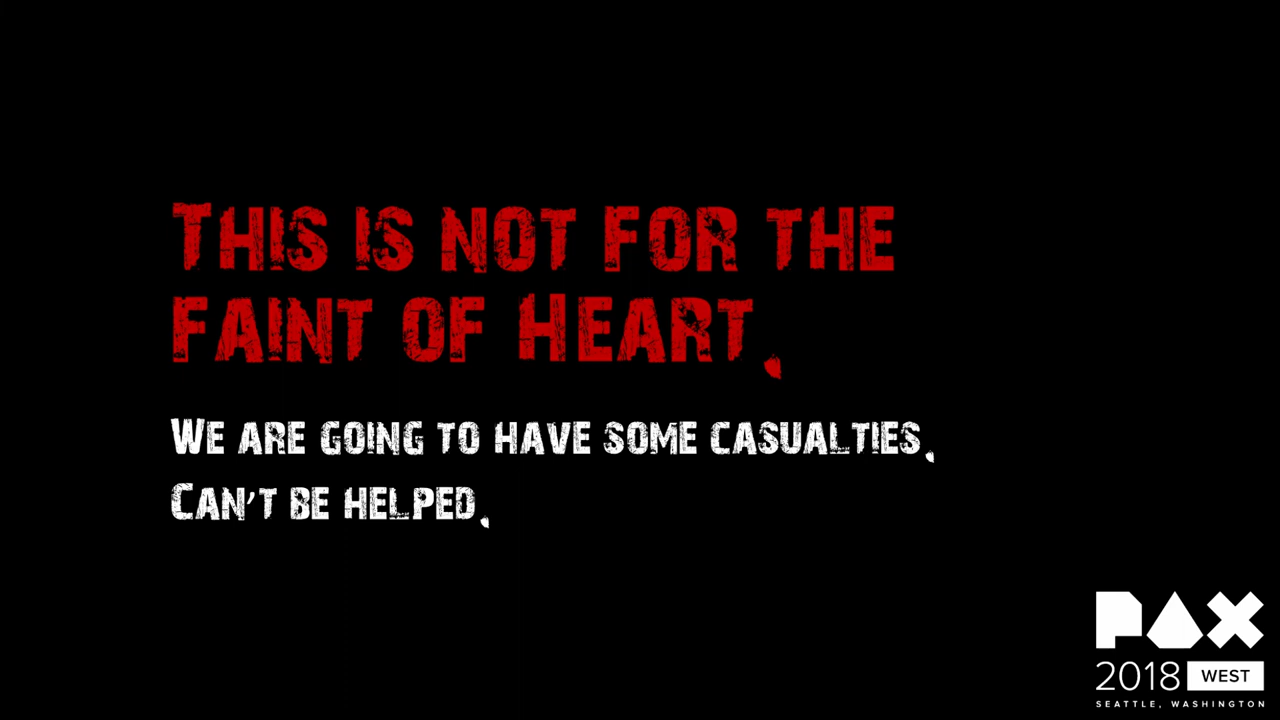 This is not for the
Faint of Heart.
We are going to have some casualties.
Can't be helped.
PAX
2018 WEST
SEATTLE, WASHINGTON